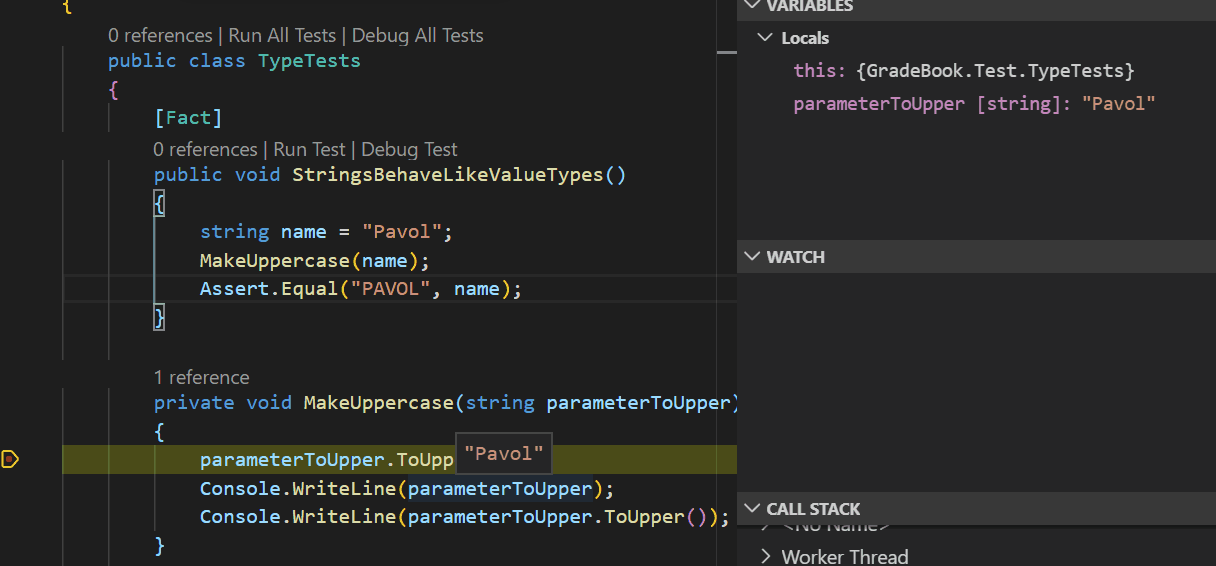 {
0 references | Run All Tests | Debug All Tests
public class TypeTests
{
[Fact]
0 references | Run Test | Debug Test
public void StringsBehaveLikeValueTypes()
{
string name = "Pavol";
MakeUppercase(name);
Assert.Equal("PAVOL", name);
}
1 reference
private void MakeUppercase(string parameterToUpper)
{
parameterToUpper.ToUpp
"Pavol"
Console.WriteLine(parameterToUpper);
Console.WriteLine(parameterToUpper.ToUpper());
}
VARIABLES
Locals
this: {GradeBook.Test.TypeTests}
parameterToUpper [string]: "Pavol"
WATCH
CALL STACK
<No Name>
Worker Thread